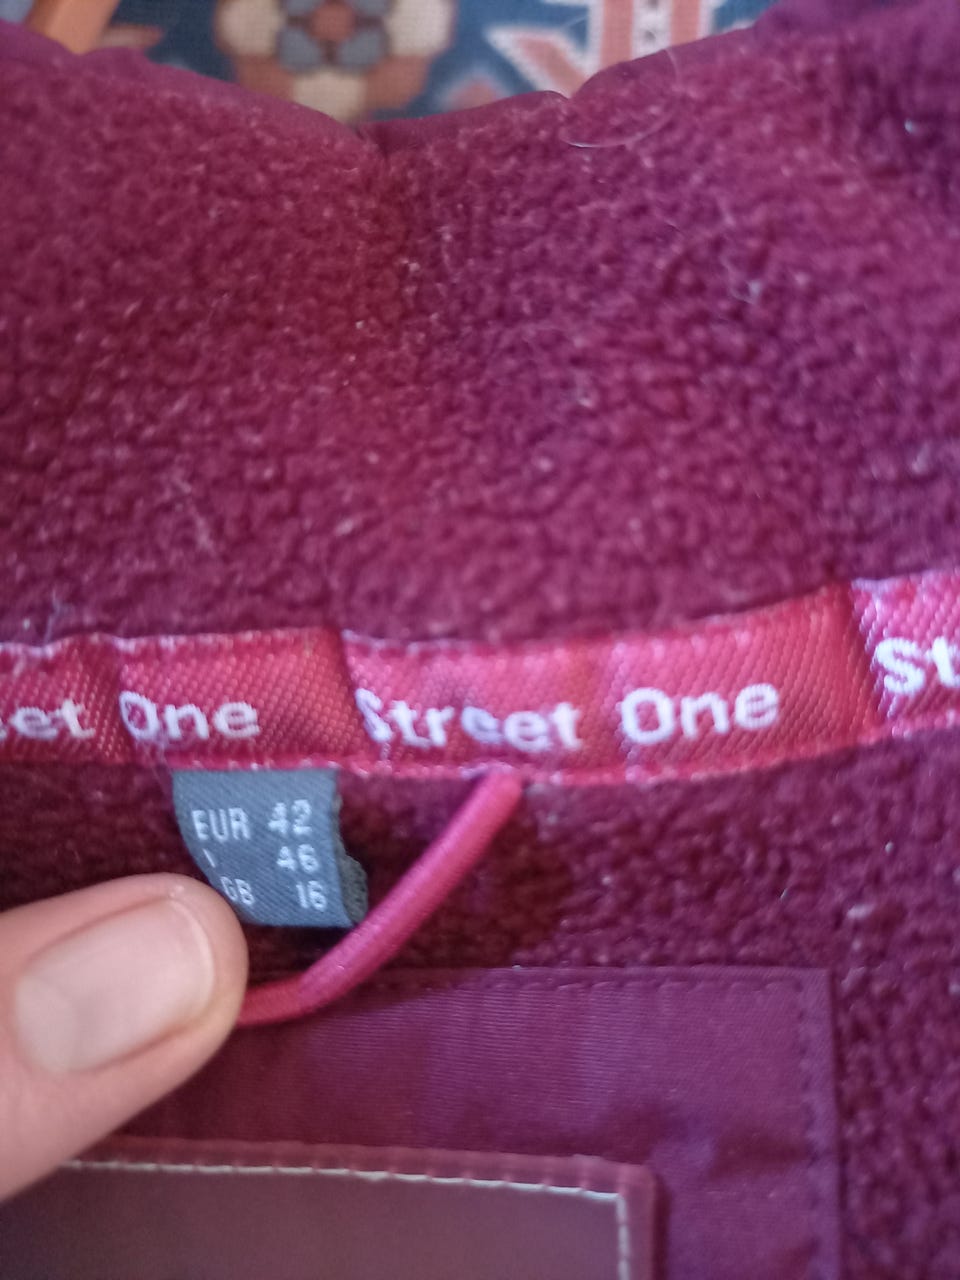 eet One Street One St
EUR 42
I 46
GB 16